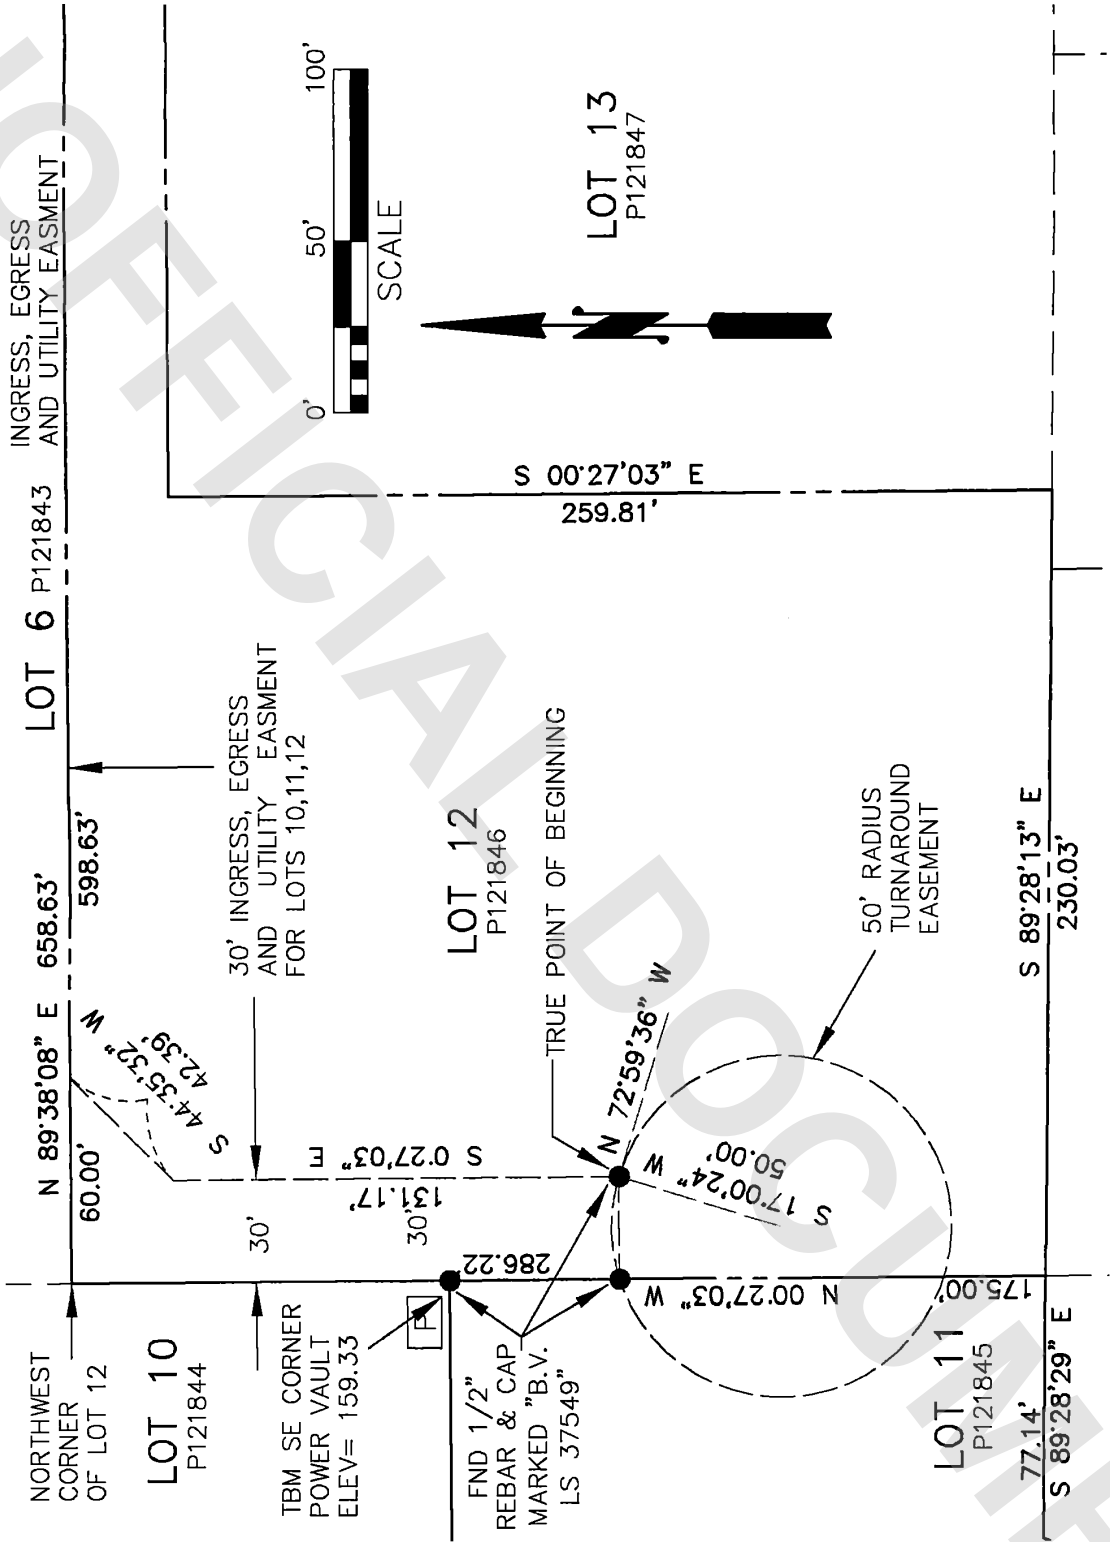 INGRESS, EGRESS
AND UTILITY EASMENT
LOT 6 P121843
N 89°38'08" E 658.63'
60.00'
598.63'
S 44°35'32" W
42.39'
NORTHWEST
CORNER
OF LOT 12
LOT 10
P121844
30' INGRESS, EGRESS
AND UTILITY EASMENT
FOR LOTS 10,11,12
0'
50'
100'
SCALE
LOT 13
P121847
S 00°27'03" E
259.81'
30'
30'
S 0°27'03" E
131.17'
TBM SE CORNER
POWER VAULT
ELEV= 159.33
P
286.22'
LOT 12
P121846
FND 1/2"
REBAR & CAP
MARKED "B.V.
LS 37549"
TRUE POINT OF BEGINNING
N 72°59'36" W
S 17°00'24" W
50.00'
N 00°27'03" W
175.00'
50' RADIUS
TURNAROUND
EASEMENT
LOT 11
P121845
77.14'
S 89°28'29" E
S 89°28'13" E
230.03'
UNOFFICIAL DOCUMENT